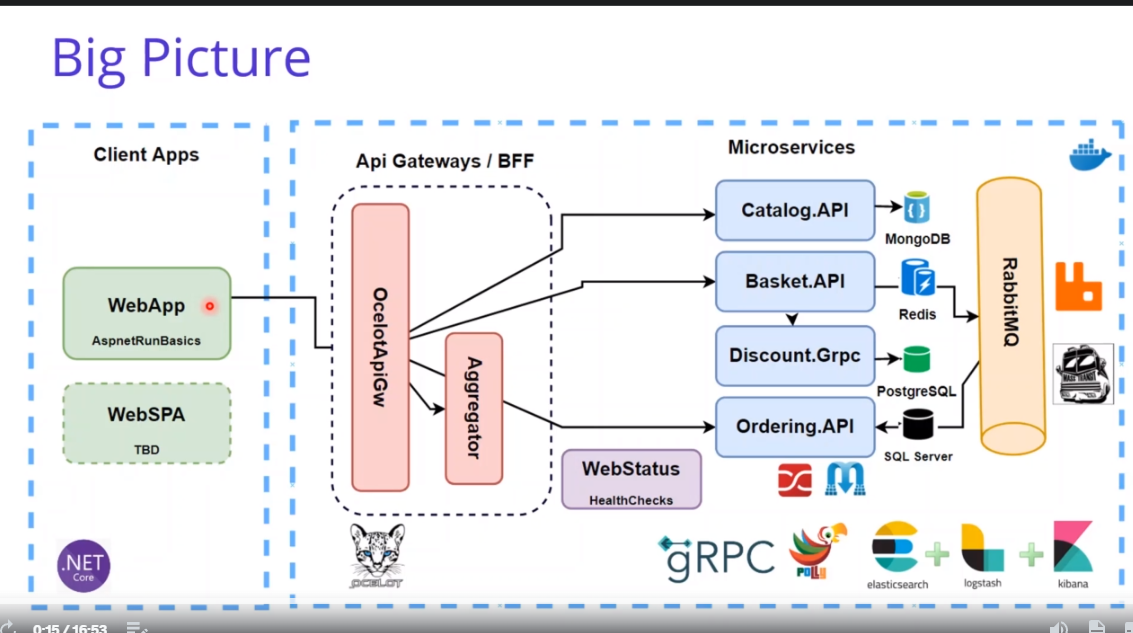 Big Picture
Client Apps
Api Gateways / BFF
Microservices
WebApp
AspnetRunBasics
WebSPA
TBD
OcelotApiGw
Aggregator
Catalog.API
MongoDB
Basket.API
Redis
Discount.Grpc
PostgreSQL
Ordering.API
SQL Server
RabbitMQ
MASS TRANSIT
WebStatus
HealthChecks
.NET
Core
OCELOT
gRPC
POLLY
elasticsearch
logstash
kibana
0:15 / 16:53